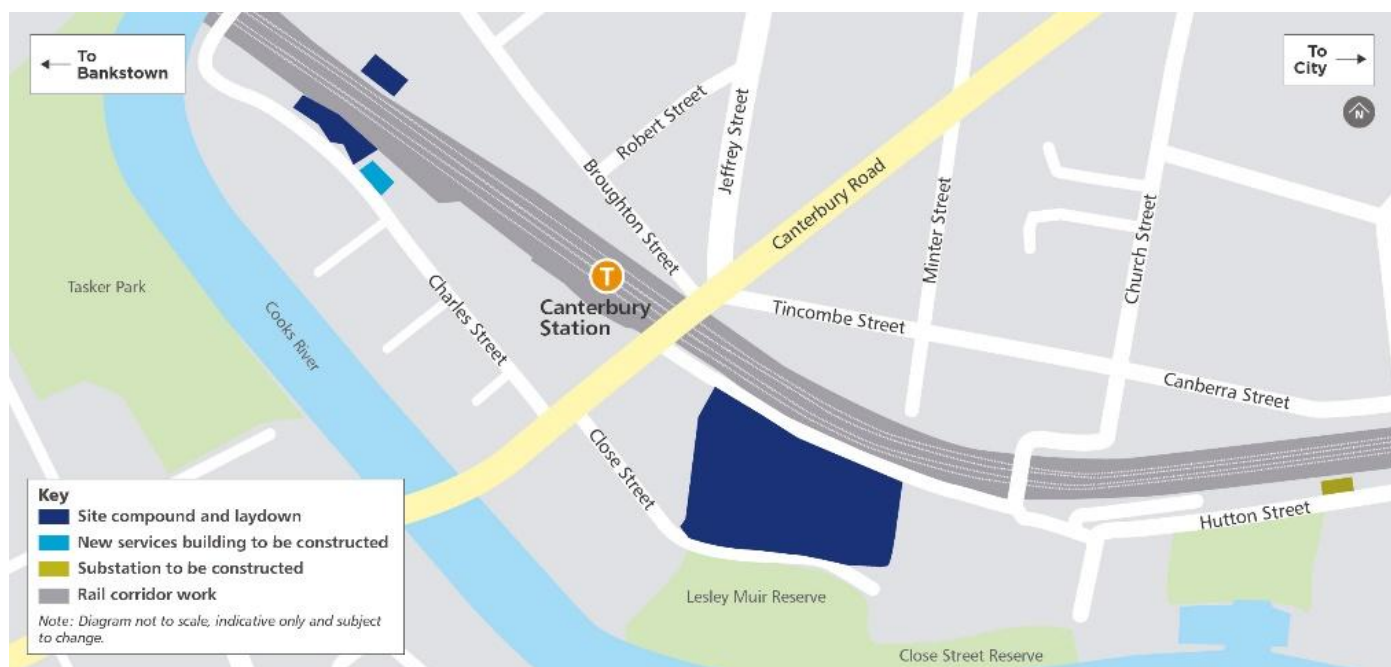 To
Bankstown
To
City
N
Robert Street
Jeffrey Street
Broughton Street
Canterbury Road
Minter Street
Church Street
Tasker Park
Cooks River
Charles Street
T
Canterbury
Station
Tincombe Street
Canberra Street
Close Street
Hutton Street
Lesley Muir Reserve
Close Street Reserve
Key
Site compound and laydown
New services building to be constructed
Substation to be constructed
Rail corridor work
Note: Diagram not to scale, indicative only and subject
to change.